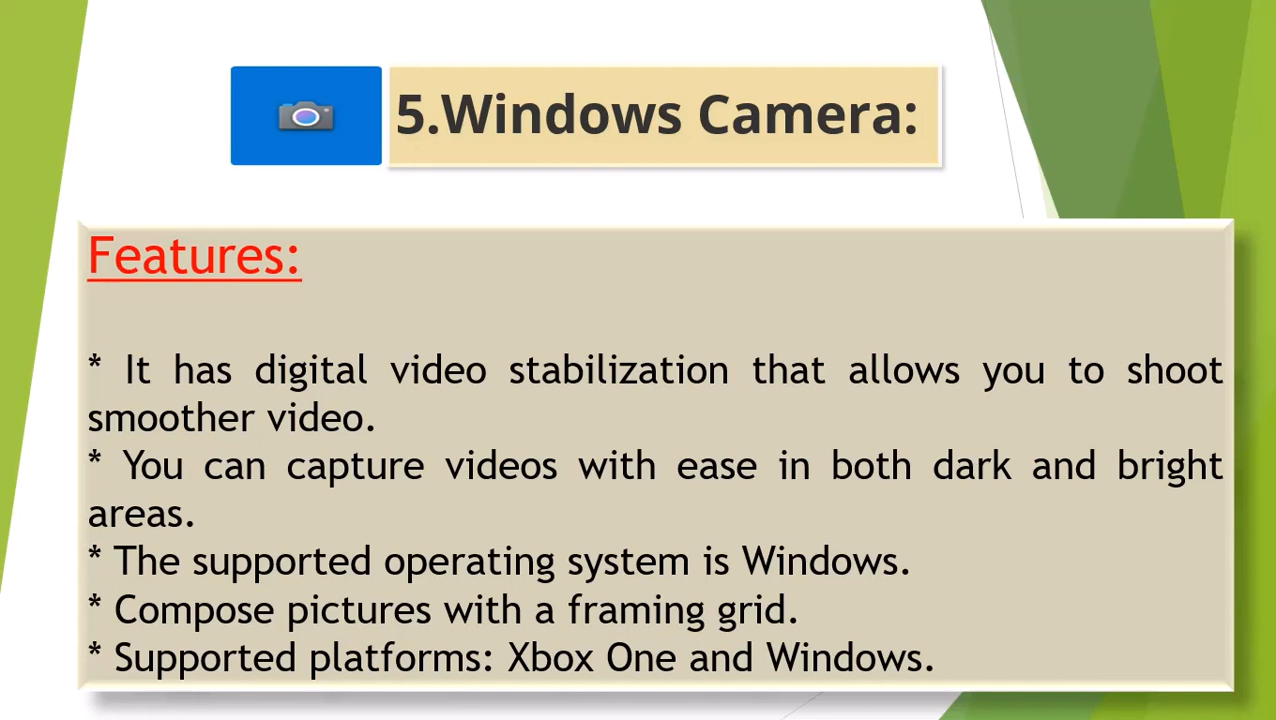 5.Windows Camera:
Features:
* It has digital video stabilization that allows you to shoot
smoother video.
* You can capture videos with ease in both dark and bright
areas.
* The supported operating system is Windows.
* Compose pictures with a framing grid.
* Supported platforms: Xbox One and Windows.